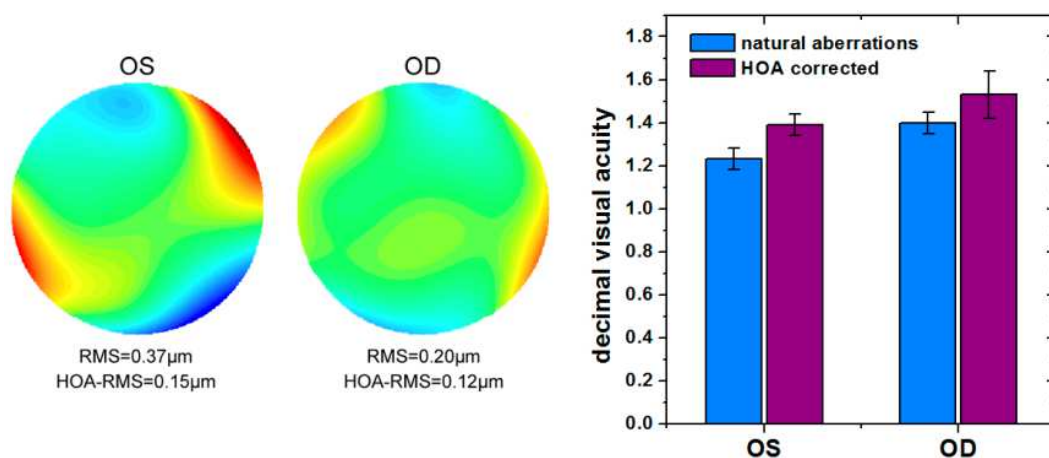 OS
OD
RMS=0.37µm
HOA-RMS=0.15µm
RMS=0.20µm
HOA-RMS=0.12µm
decimal visual acuity
1.8
1.6
1.4
1.2
1.0
0.8
0.6
0.4
0.2
0.0
natural aberrations
HOA corrected
OS
OD